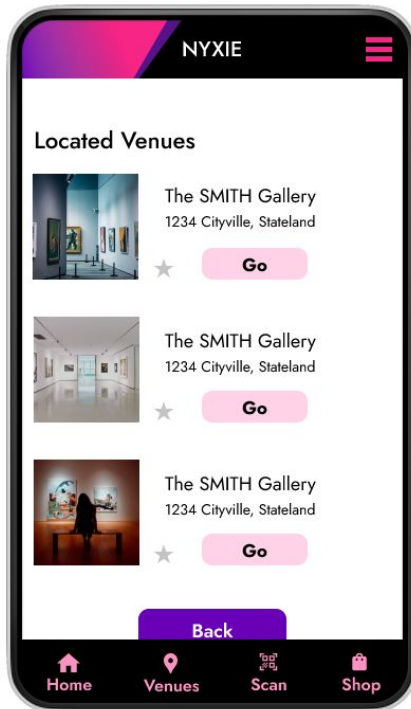 NYXIE
Located Venues
The SMITH Gallery
1234 Cityville, Stateland
Go
The SMITH Gallery
1234 Cityville, Stateland
Go
The SMITH Gallery
1234 Cityville, Stateland
Go
Back
Home Venues Scan Shop